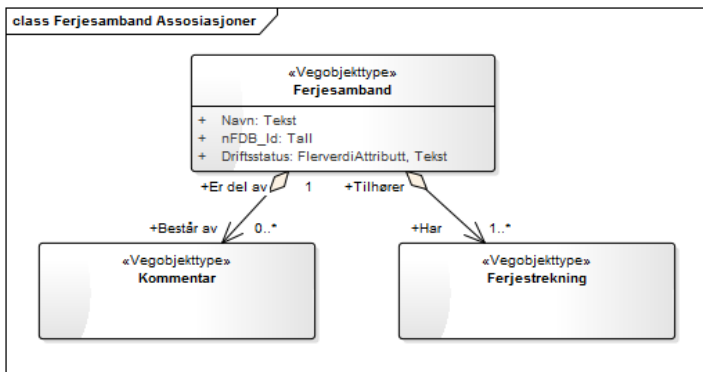 class Ferjesamband Assosiasjoner
«Vegobjekttype»
Ferjesamband
+ Navn: Tekst
+ nFDB_Id: Tall
+ Driftsstatus: FlerverdiAttributt, Tekst
+Er del av 1 +Tilhører
+Består av 0..* +Har 1..*
«Vegobjekttype»
Kommentar
«Vegobjekttype»
Ferjestrekning